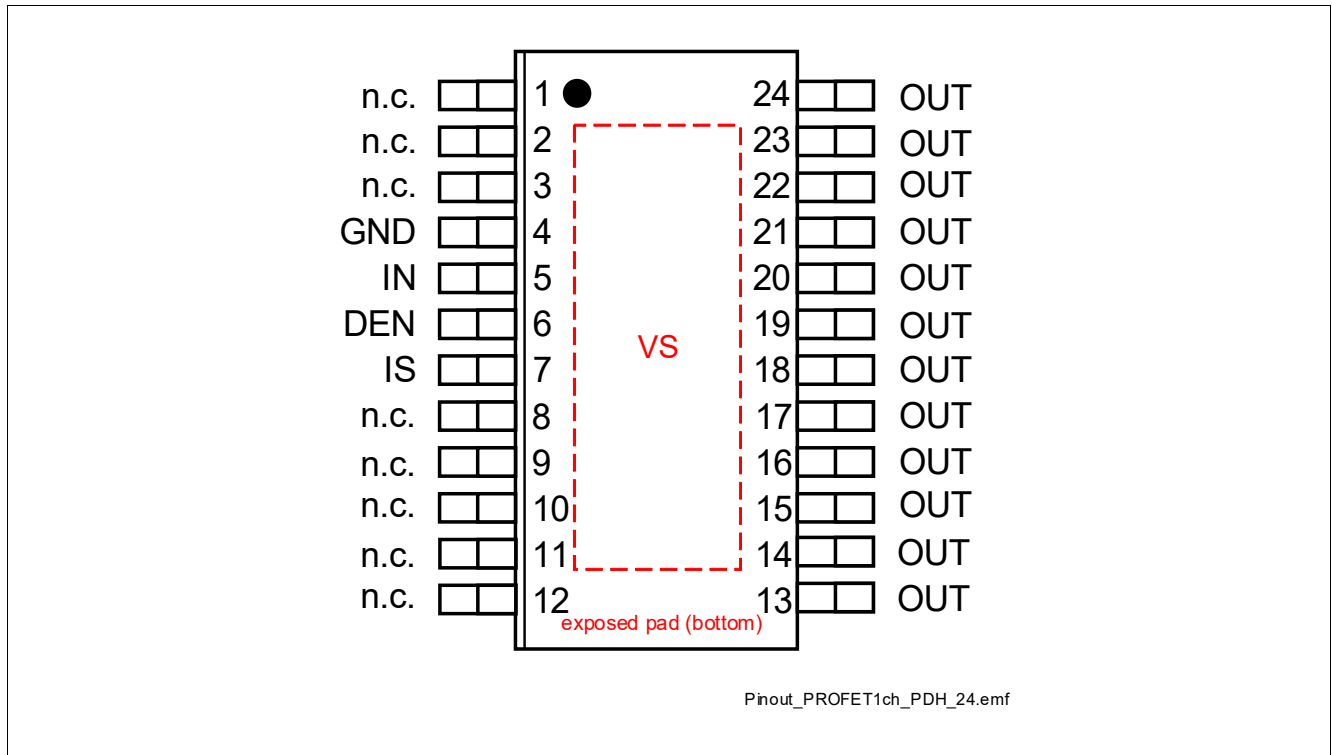 n.c. 1 24 OUT
n.c. 2 23 OUT
n.c. 3 22 OUT
GND 4 21 OUT
IN 5 20 OUT
DEN 6 19 OUT
VS
IS 7 18 OUT
n.c. 8 17 OUT
n.c. 9 16 OUT
n.c. 10 15 OUT
n.c. 11 14 OUT
n.c. 12 13 OUT
exposed pad (bottom)
Pinout_PROFET1ch_PDH_24.emf